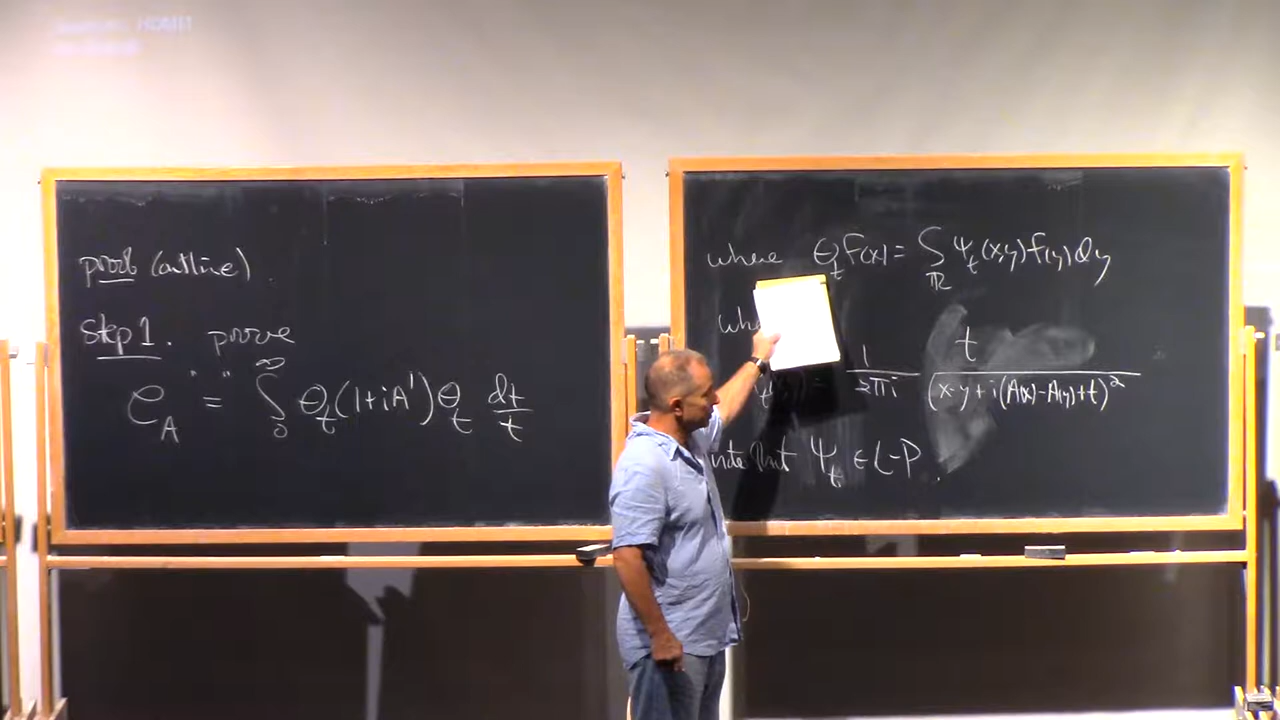 proof (outline).
Step 1. prove
C_A "=" ∫_0^∞ θ_t (1+iA') θ_t dt/t
where θ_t f(x) = ∫_ℝ ψ_t(x,y) f(y) dy
1/2πi t/(x-y+i(A(x)-A(y)+t)^2
note that ψ_t ∈ L-P.
HDMI1